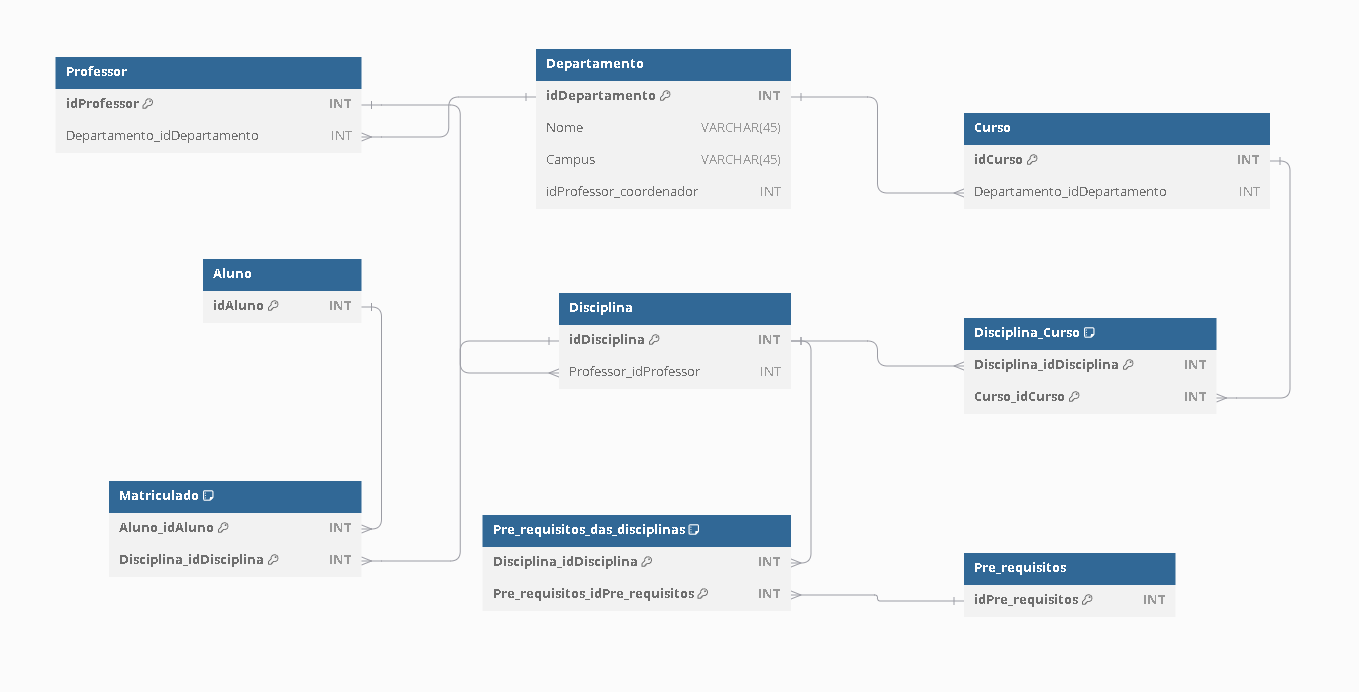 Professor
idProfessor INT
Departamento_idDepartamento INT
Departamento
idDepartamento INT
Nome VARCHAR(45)
Campus VARCHAR(45)
idProfessor_coordenador INT
Curso
idCurso INT
Departamento_idDepartamento INT
Aluno
idAluno INT
Disciplina
idDisciplina INT
Professor_idProfessor INT
Disciplina_Curso
Disciplina_idDisciplina INT
Curso_idCurso INT
Matriculado
Aluno_idAluno INT
Disciplina_idDisciplina INT
Pre_requisitos_das_disciplinas
Disciplina_idDisciplina INT
Pre_requisitos_idPre_requisitos INT
Pre_requisitos
idPre_requisitos INT